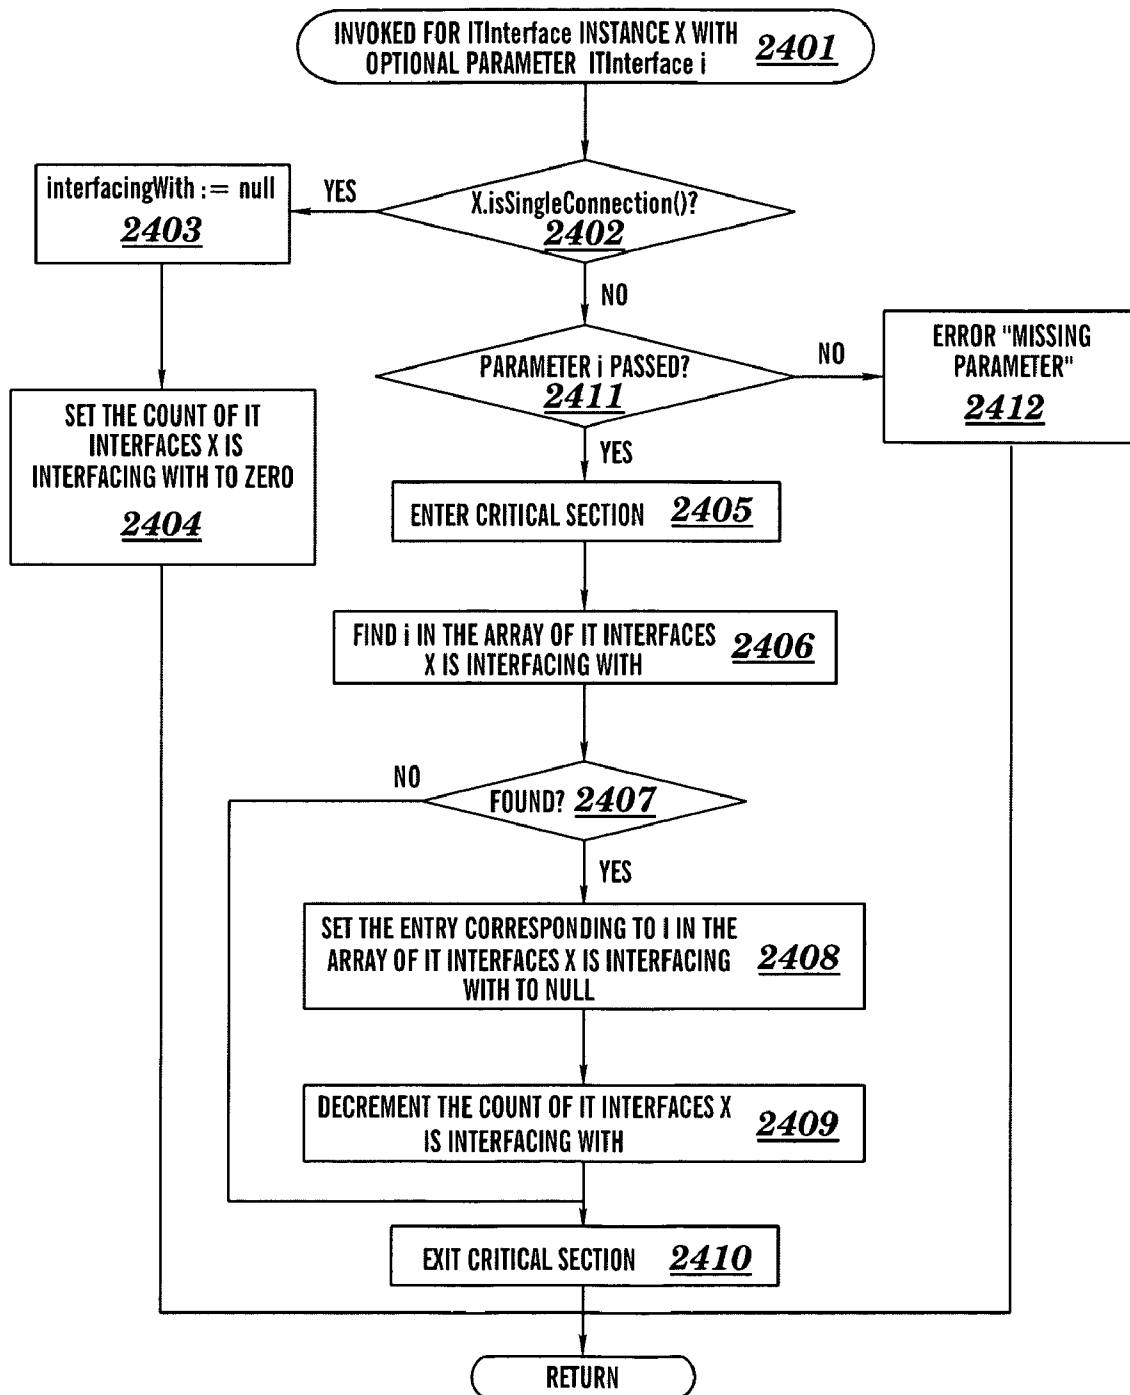 INVOKED FOR ITInterface INSTANCE X WITH
OPTIONAL PARAMETER ITInterface i
2401
interfacingWith := null
2403
YES
X.isSingleConnection()?
2402
NO
PARAMETER i PASSED?
2411
NO
ERROR "MISSING
PARAMETER"
2412
SET THE COUNT OF IT
INTERFACES X IS
INTERFACING WITH TO ZERO
2404
YES
ENTER CRITICAL SECTION 2405
FIND i IN THE ARRAY OF IT INTERFACES
X IS INTERFACING WITH
2406
NO
FOUND? 2407
YES
SET THE ENTRY CORRESPONDING TO I IN THE
ARRAY OF IT INTERFACES X IS INTERFACING
WITH TO NULL
2408
DECREMENT THE COUNT OF IT INTERFACES X
IS INTERFACING WITH
2409
EXIT CRITICAL SECTION 2410
RETURN